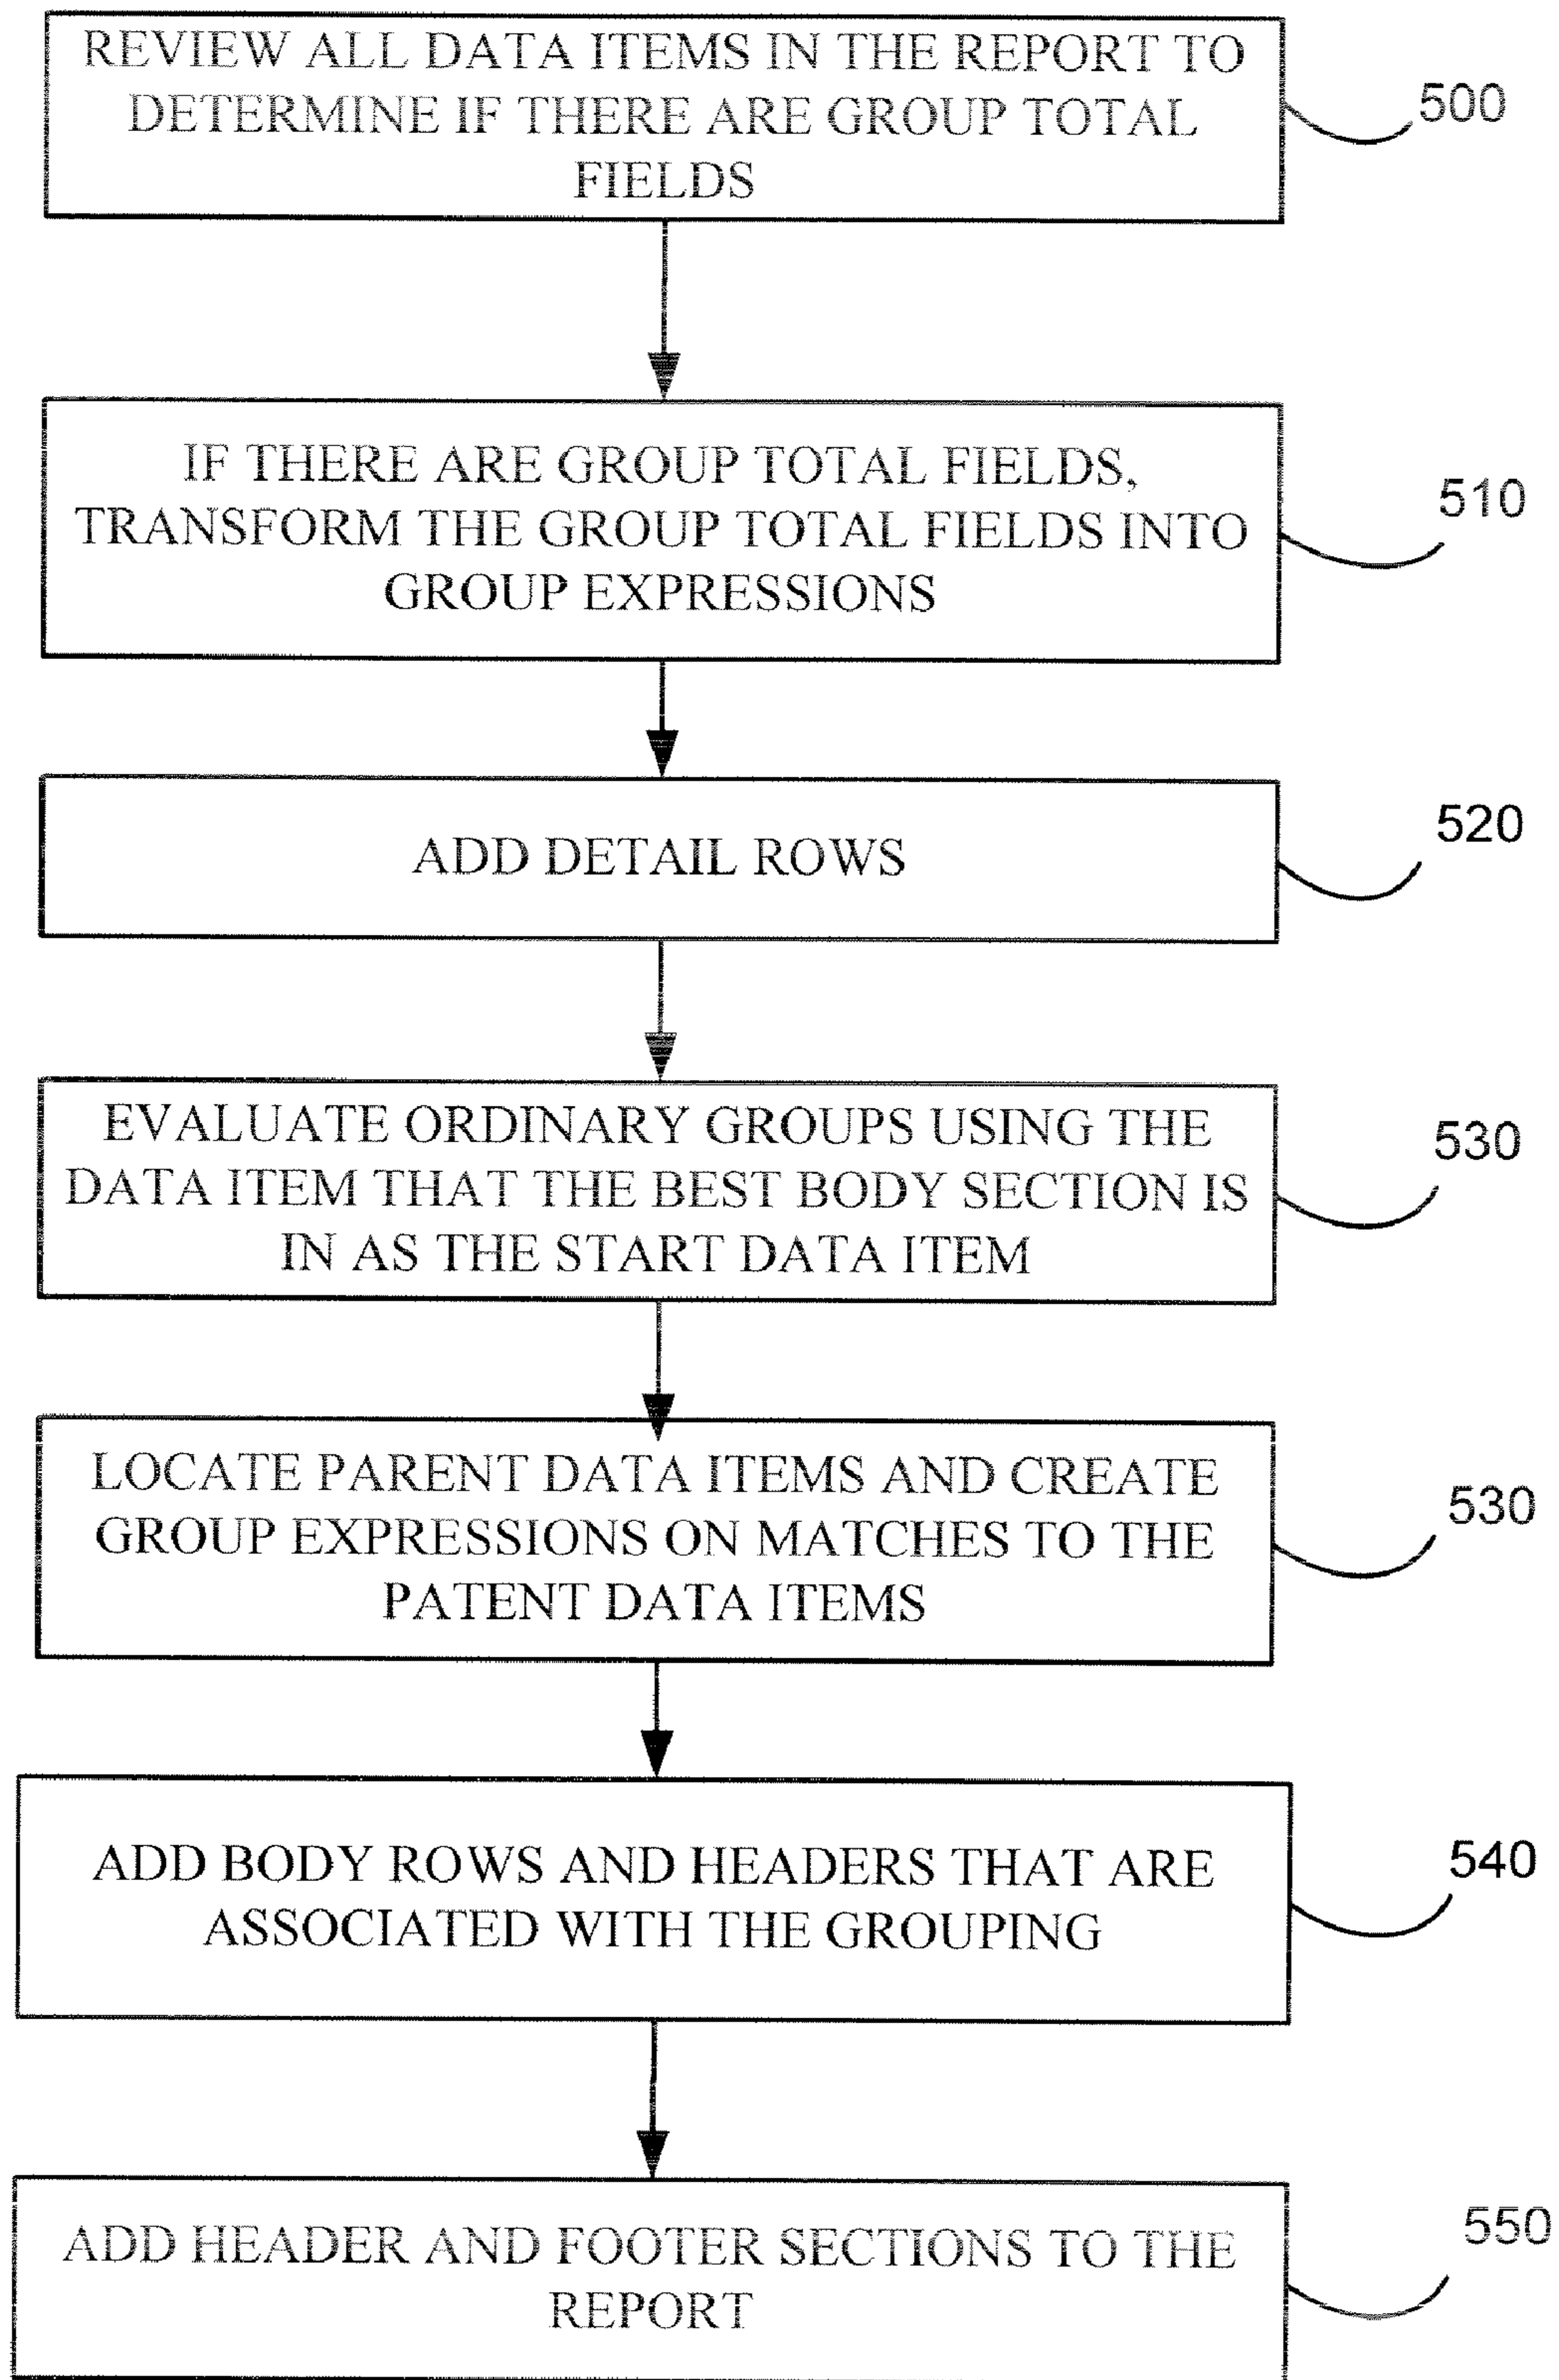 REVIEW ALL DATA ITEMS IN THE REPORT TO
DETERMINE IF THERE ARE GROUP TOTAL
FIELDS
500
IF THERE ARE GROUP TOTAL FIELDS,
TRANSFORM THE GROUP TOTAL FIELDS INTO
GROUP EXPRESSIONS
510
ADD DETAIL ROWS
520
EVALUATE ORDINARY GROUPS USING THE
DATA ITEM THAT THE BEST BODY SECTION IS
IN AS THE START DATA ITEM
530
LOCATE PARENT DATA ITEMS AND CREATE
GROUP EXPRESSIONS ON MATCHES TO THE
PATENT DATA ITEMS
530
ADD BODY ROWS AND HEADERS THAT ARE
ASSOCIATED WITH THE GROUPING
540
ADD HEADER AND FOOTER SECTIONS TO THE
REPORT
550